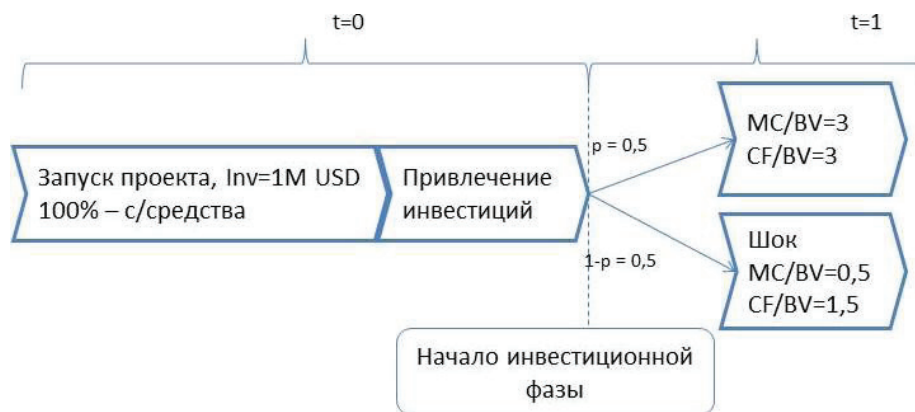 t=0
t=1
Запуск проекта, Inv=1M USD
100% – с/средства
Привлечение
инвестиций
p = 0,5
1-p = 0,5
MC/BV=3
CF/BV=3
Шок
MC/BV=0,5
CF/BV=1,5
Начало инвестиционной
фазы